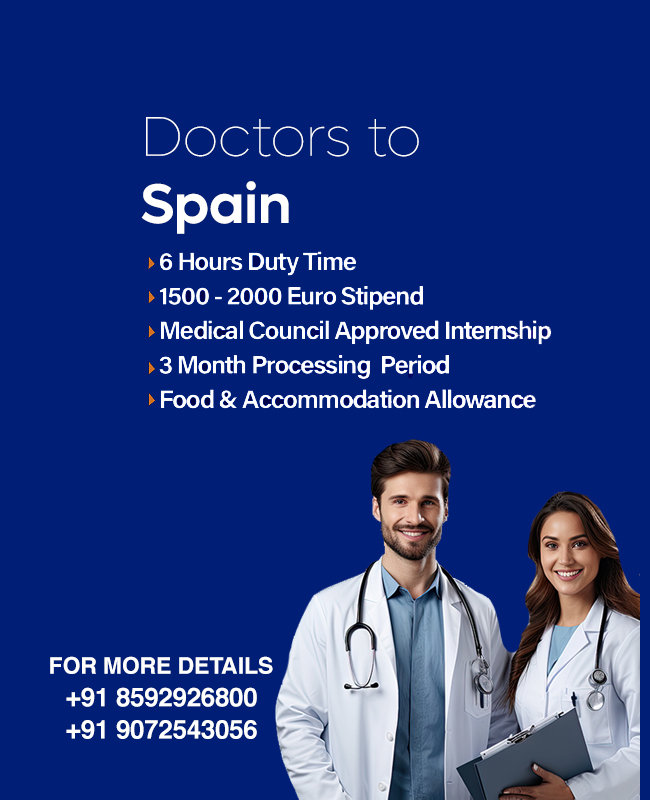 Doctors to
Spain
6 Hours Duty Time
1500 - 2000 Euro Stipend
Medical Council Approved Internship
3 Month Processing Period
Food & Accommodation Allowance
FOR MORE DETAILS
+91 8592926800
+91 9072543056